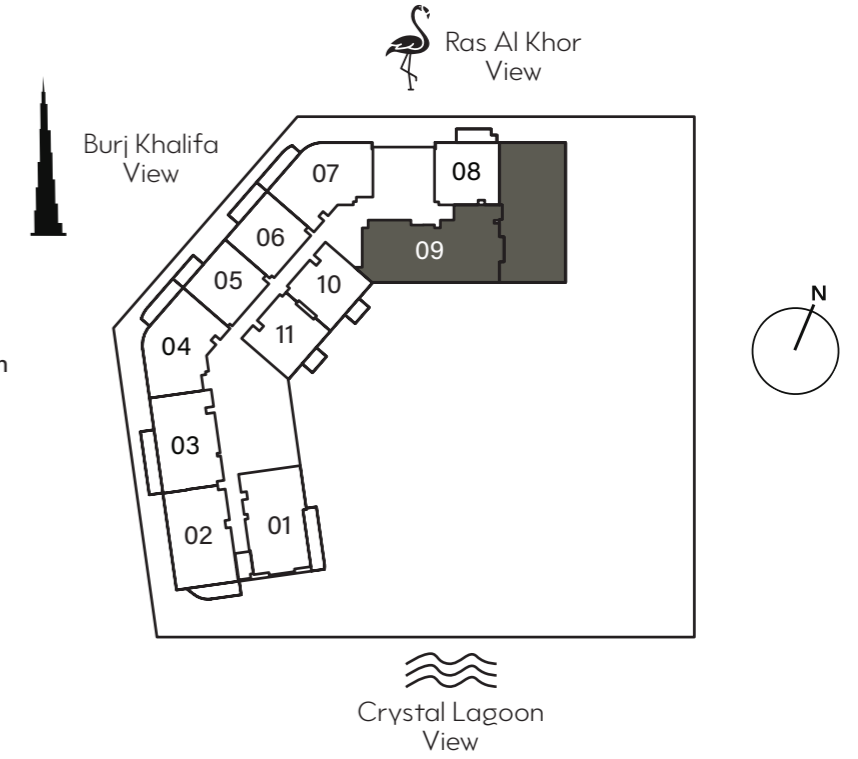 Ras Al Khor
View
Burj Khalifa
View
07
08
06
09
05
10
N
04
11
n
03
01
02
Crystal Lagoon
View